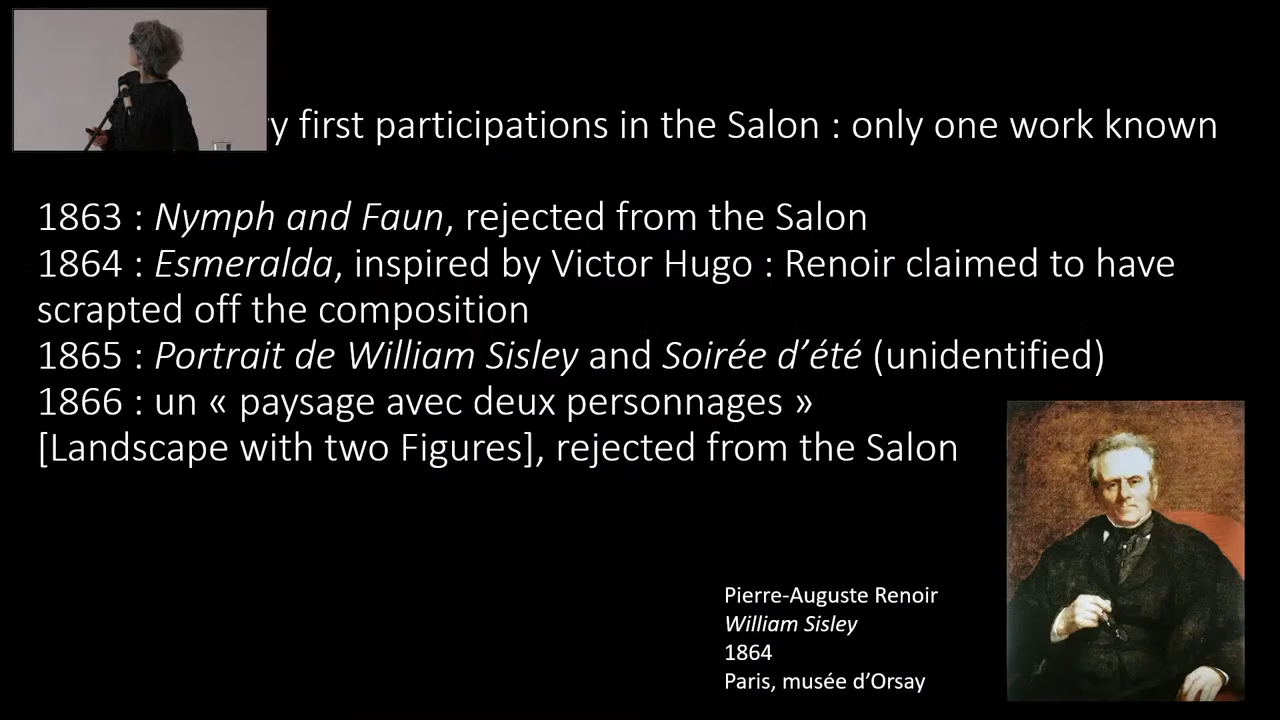 first participations in the Salon : only one work known
1863 : Nymph and Faun, rejected from the Salon
1864 : Esmeralda, inspired by Victor Hugo : Renoir claimed to have
scrapted off the composition
1865 : Portrait de William Sisley and Soirée d’été (unidentified)
1866 : un « paysage avec deux personnages »
[Landscape with two Figures], rejected from the Salon
Pierre-Auguste Renoir
William Sisley
1864
Paris, musée d’Orsay